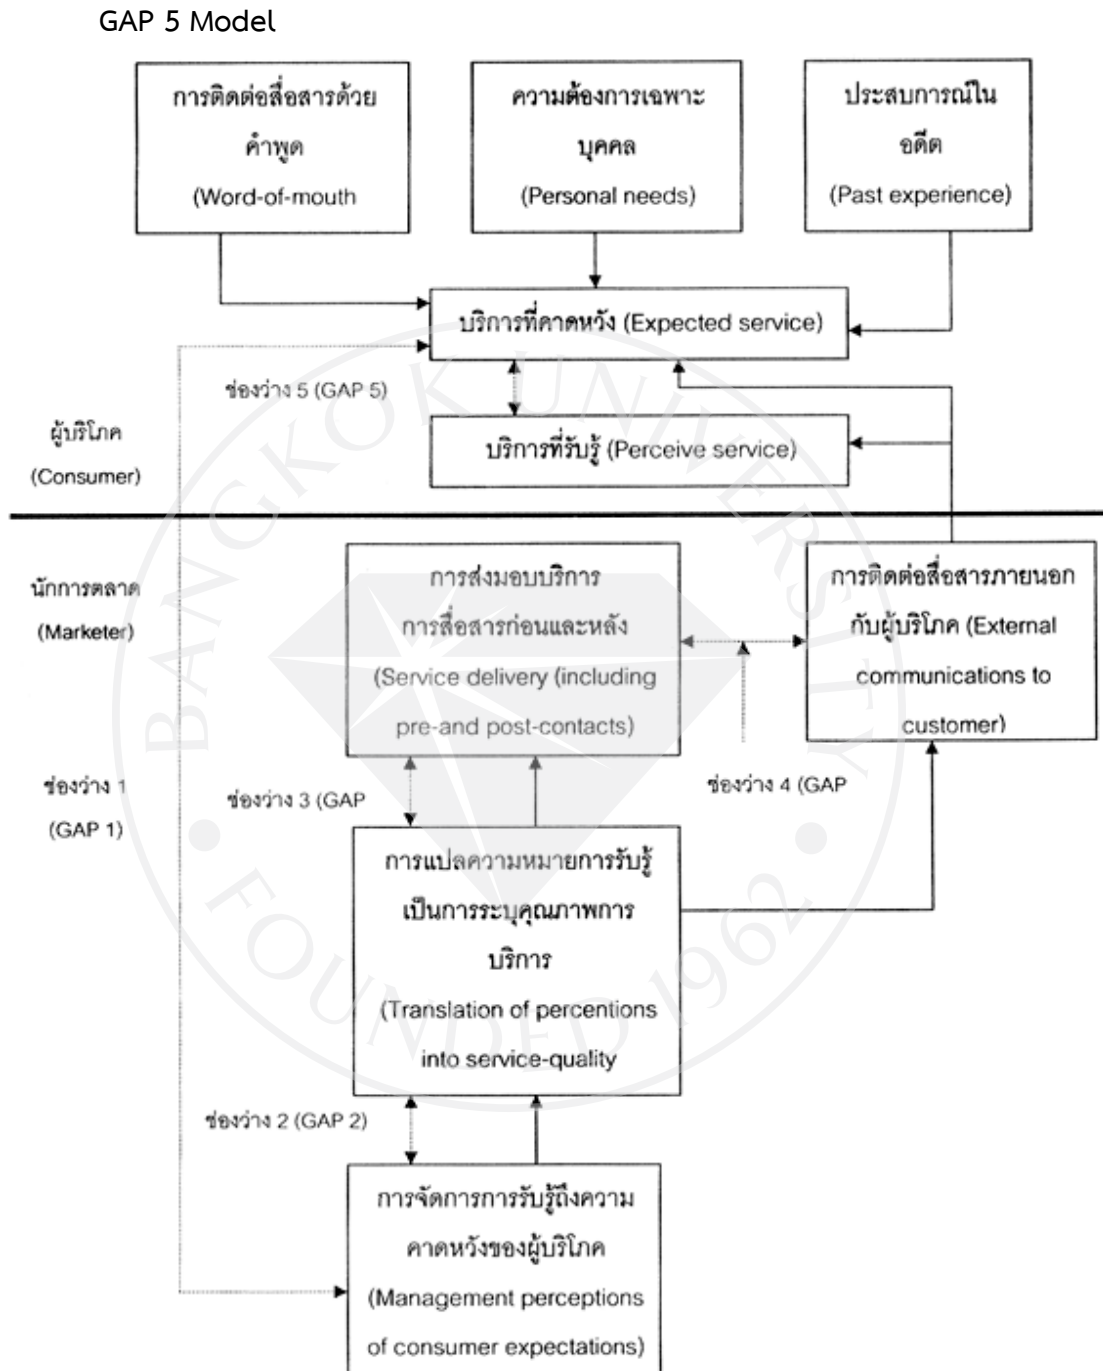 GAP 5 Model
การติดต่อสื่อสารด้วย
คำพูด
(Word-of-mouth
ความต้องการเฉพาะ
บุคคล
(Personal needs)
ประสบการณ์ใน
อดีต
(Past experience)
บริการที่คาดหวัง (Expected service)
ช่องว่าง 5 (GAP 5)
ผู้บริโภค
(Consumer)
บริการที่รับรู้ (Perceive service)
นักการตลาด
(Marketer)
การส่งมอบบริการ
การสื่อสารก่อนและหลัง
(Service delivery (including
pre-and post-contacts)
การติดต่อสื่อสารภายนอก
กับผู้บริโภค (External
communications to
customer)
ช่องว่าง 1
(GAP 1)
ช่องว่าง 3 (GAP
ช่องว่าง 4 (GAP
การแปลความหมายการรับรู้
เป็นการระบุคุณภาพการ
บริการ
(Translation of percentions
into service-quality
ช่องว่าง 2 (GAP 2)
การจัดการการรับรู้ถึงความ
คาดหวังของผู้บริโภค
(Management perceptions
of consumer expectations)
BANGKOK UNIVERSITY
FOUNDED 1962